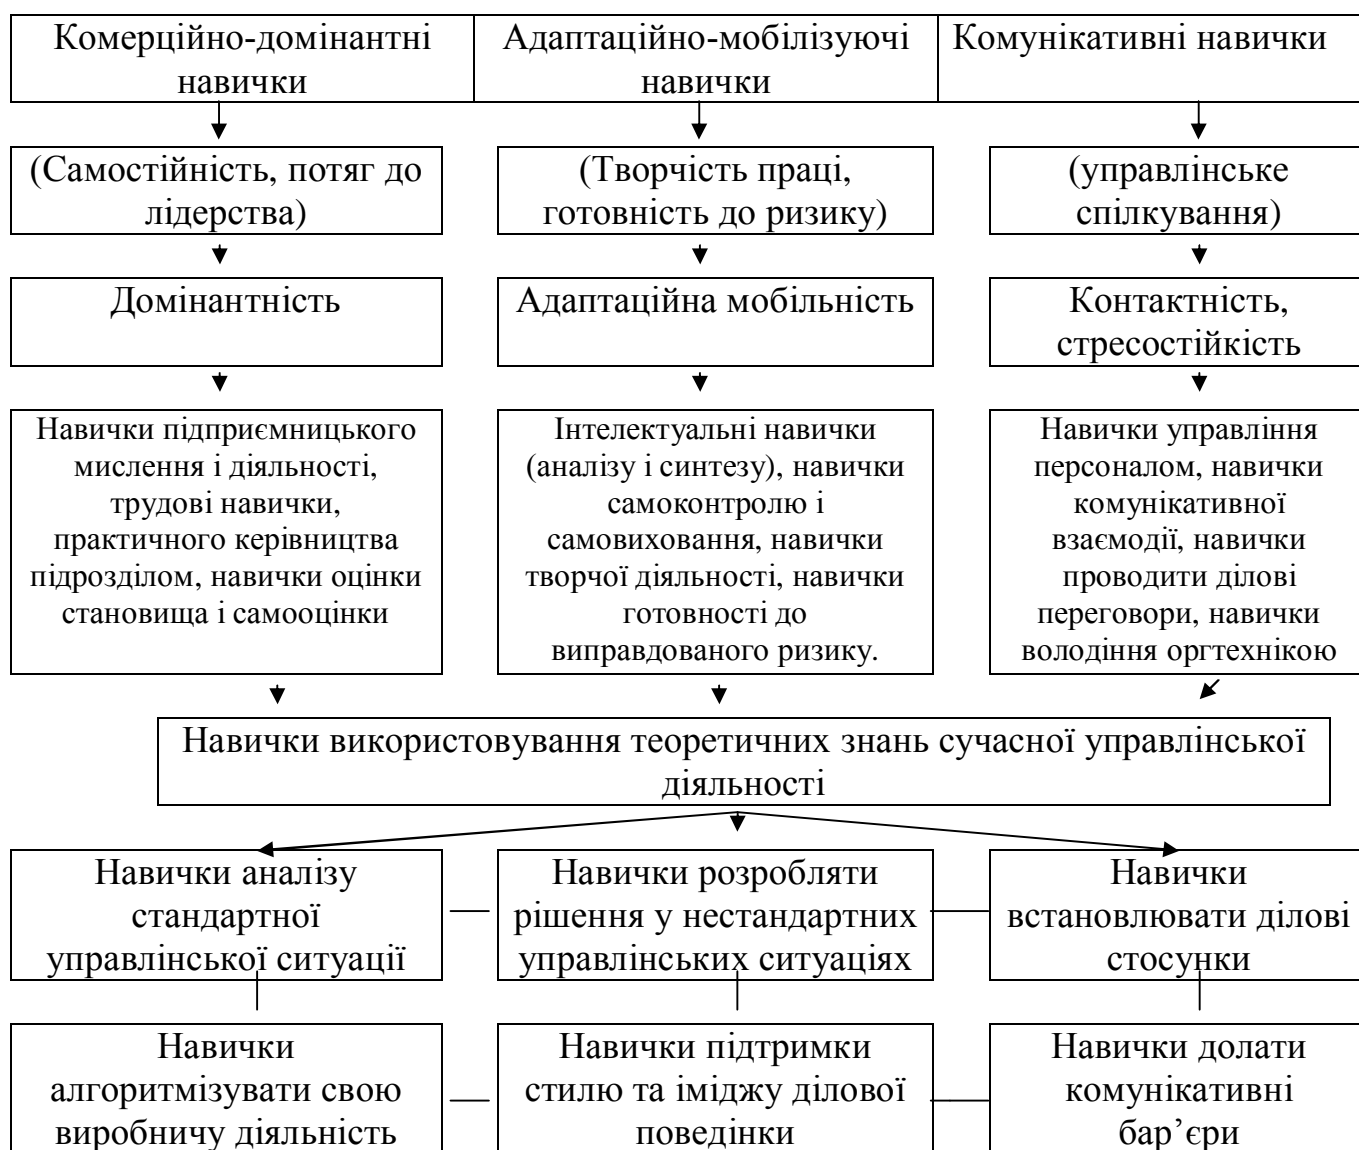 Комерційно-домінантні
навички
Адаптаційно-мобілізуючі
навички
Комунікативні навички
(Самостійність, потяг до
лідерства)
(Творчість праці,
готовність до ризику)
(управлінське
спілкування)
Домінантність
Адаптаційна мобільність
Контактність,
стресостійкість
Навички підприємницького
мислення і діяльності,
трудові навички,
практичного керівництва
підрозділом, навички оцінки
становища і самооцінки
Інтелектуальні навички
(аналізу і синтезу), навички
самоконтролю і
самовиховання, навички
творчої діяльності, навички
готовності до
виправдованого ризику.
Навички управління
персоналом, навички
комунікативної
взаємодії, навички
проводити ділові
переговори, навички
володіння оргтехнікою
Навички використовування теоретичних знань сучасної управлінської
діяльності
Навички аналізу
стандартної
управлінської ситуації
Навички розробляти
рішення у нестандартних
управлінських ситуаціях
Навички
встановлювати ділові
стосунки
Навички
алгоритмізувати свою
виробничу діяльність
Навички підтримки
стилю та іміджу ділової
поведінки
Навички долати
комунікативні
бар’єри